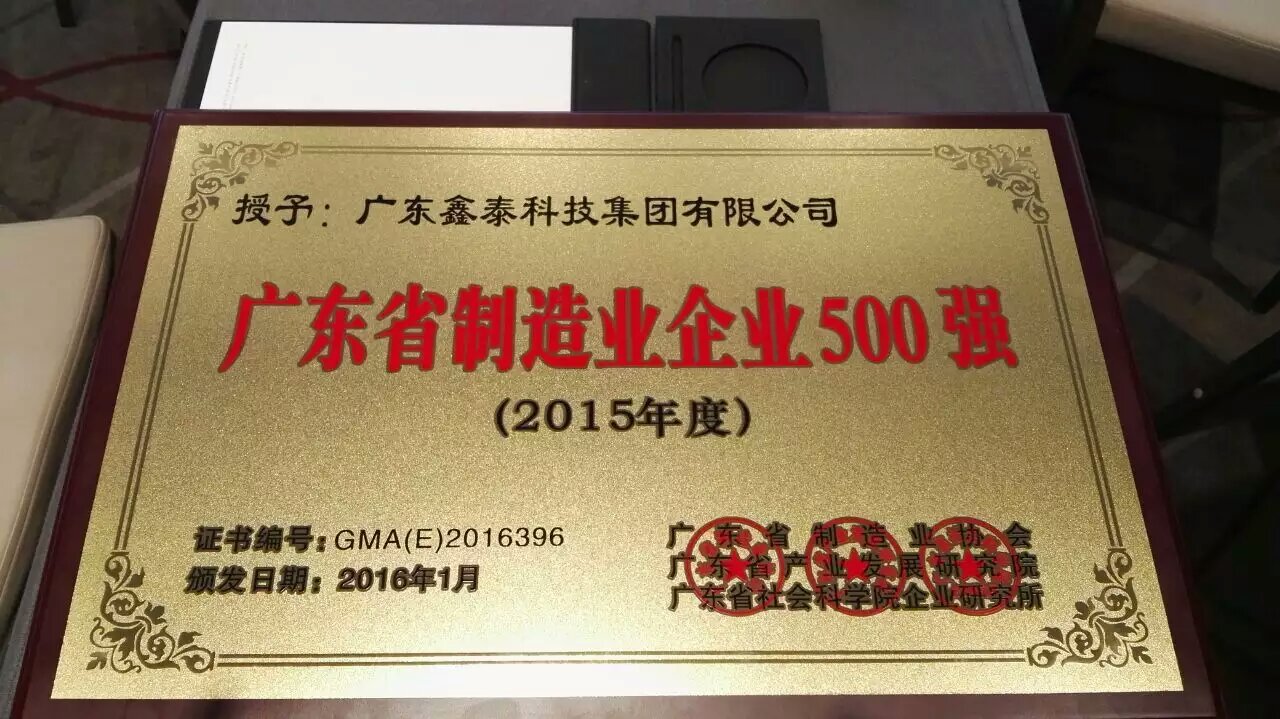 授予：广东鑫泰科技集团有限公司
广东省制造业企业500强
(2015年度)
证书编号：GMA(E)2016396
颁发日期：2016年1月
广东省制造业协会
广东省产业发展研究院
广东省社会科学院企业研究所